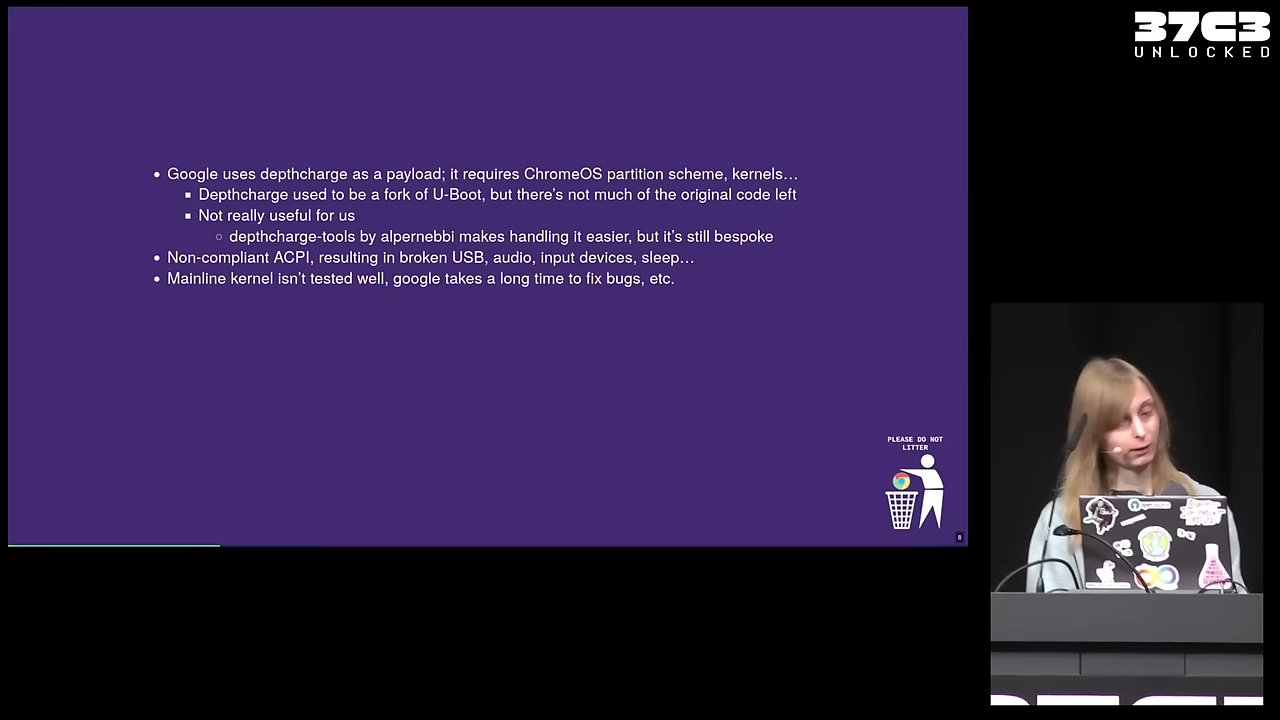 37C3
UNLOCKED
Google uses depthcharge as a payload; it requires ChromeOS partition scheme, kernels…
Depthcharge used to be a fork of U-Boot, but there's not much of the original code left
Not really useful for us
depthcharge-tools by alpernebbi makes handling it easier, but it's still bespoke
Non-compliant ACPI, resulting in broken USB, audio, input devices, sleep…
Mainline kernel isn't tested well, google takes a long time to fix bugs, etc.
PLEASE DO NOT
LITTER
8